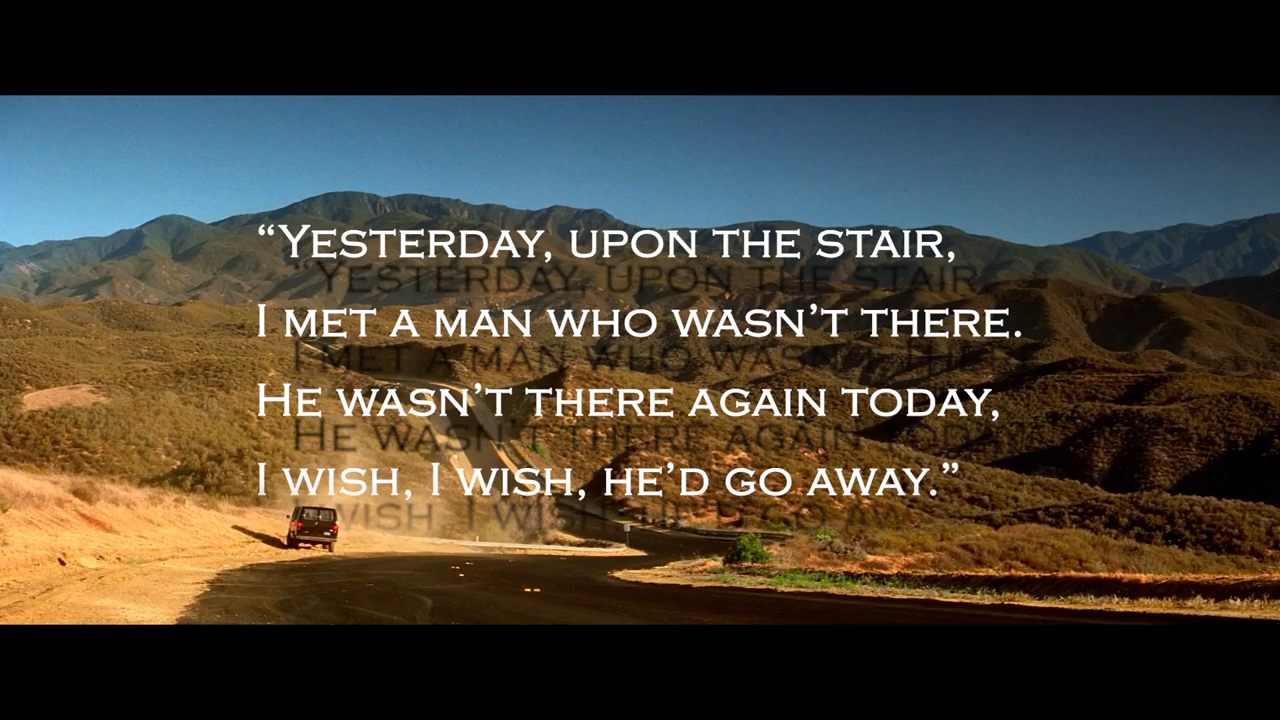 “Yesterday, upon the stair,
I met a man who wasn’t there.
He wasn’t there again today,
I wish, I wish, he’d go away.”